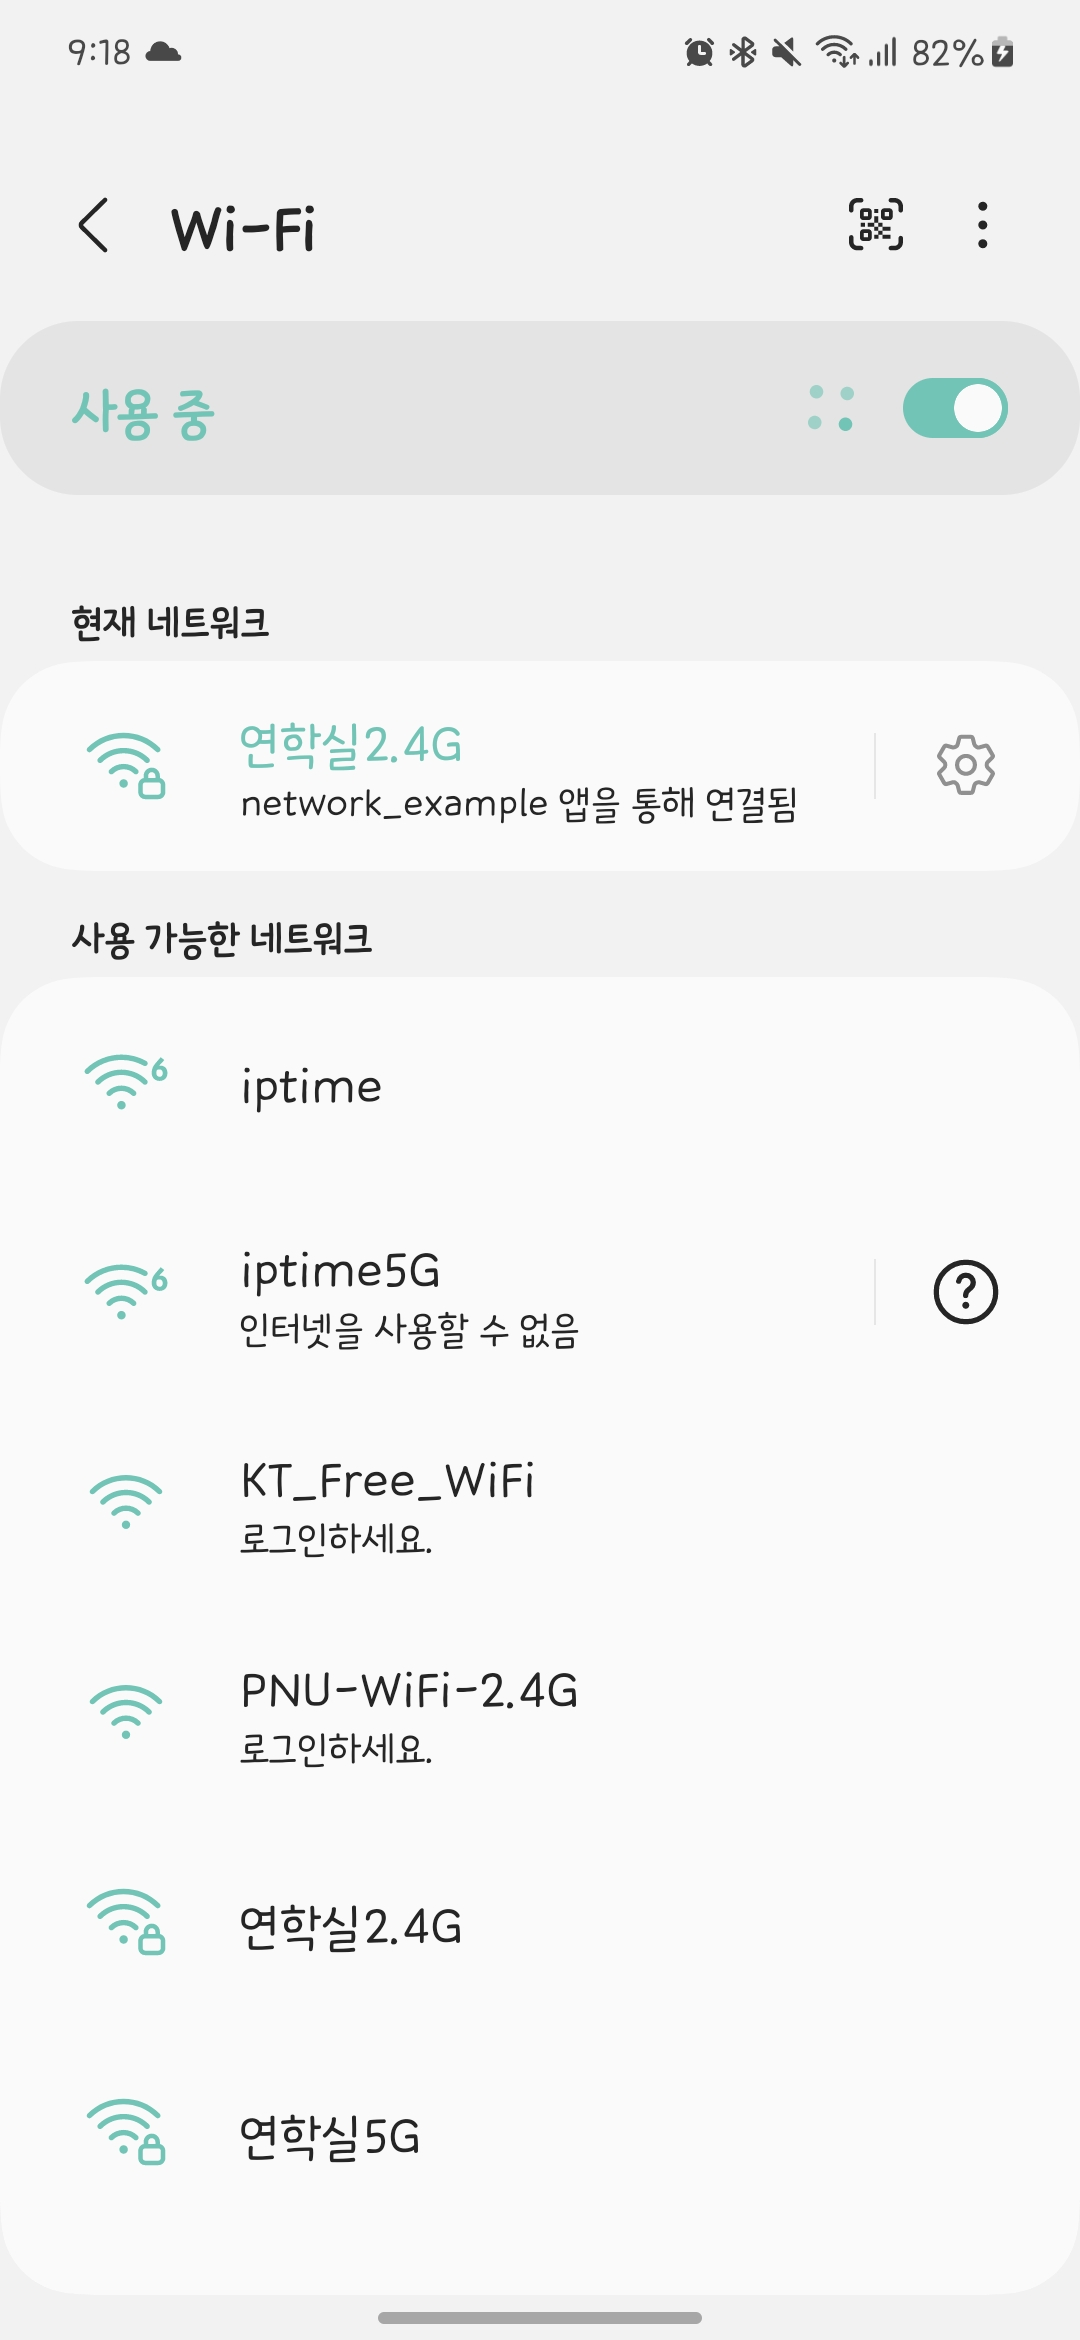 9:18 82%
Wi-Fi
사용 중
현재 네트워크
연학실2.4G
network_example 앱을 통해 연결됨
사용 가능한 네트워크
6
iptime
6
iptime5G
인터넷을 사용할 수 없음
?
KT_Free_WiFi
로그인하세요.
PNU-WiFi-2.4G
로그인하세요.
연학실2.4G
연학실5G